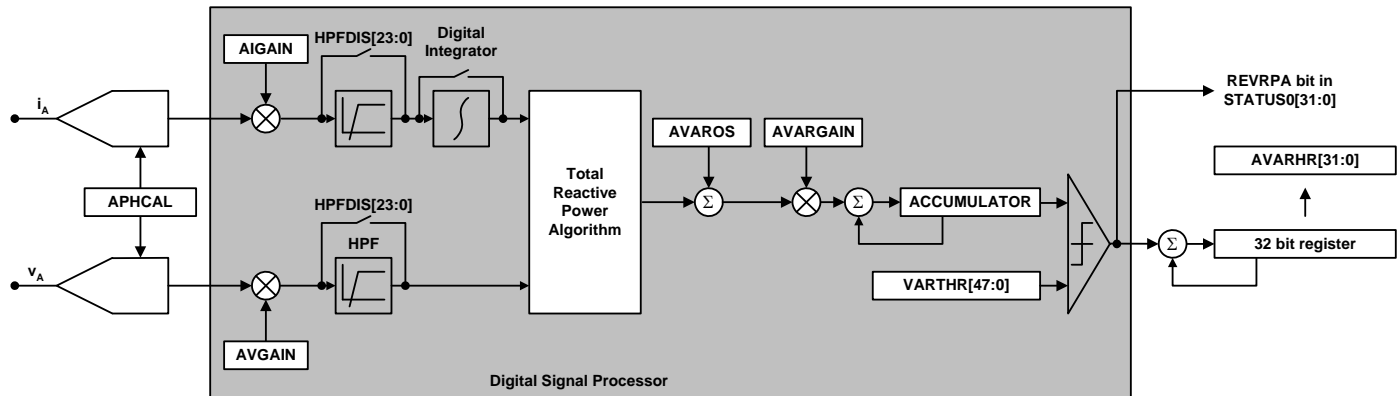 HPFDIS[23:0]
Digital
Integrator
AIGAIN
iA
REVRPA bit in
STATUS0[31:0]
AVAROS
AVARGAIN
AVARHR[31:0]
APHCAL
Total
Reactive
Power
Algorithm
Σ
Σ
ACCUMULATOR
HPFDIS[23:0]
HPF
Σ
32 bit register
vA
VARTHR[47:0]
AVGAIN
Digital Signal Processor